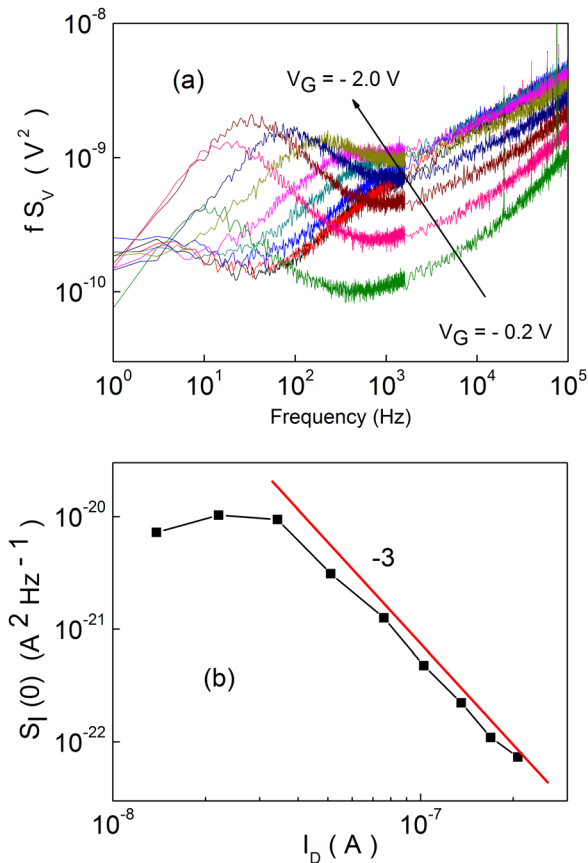 10^-8
(a)
V_G = - 2.0 V
f S_V ( V^2 )
10^-9
10^-10
V_G = - 0.2 V
10^0 10^1 10^2 10^3 10^4 10^5
Frequency (Hz)
10^-20
-3
S_I (0) (A^2 Hz^-1)
10^-21
(b)
10^-22
10^-8 10^-7
I_D ( A )